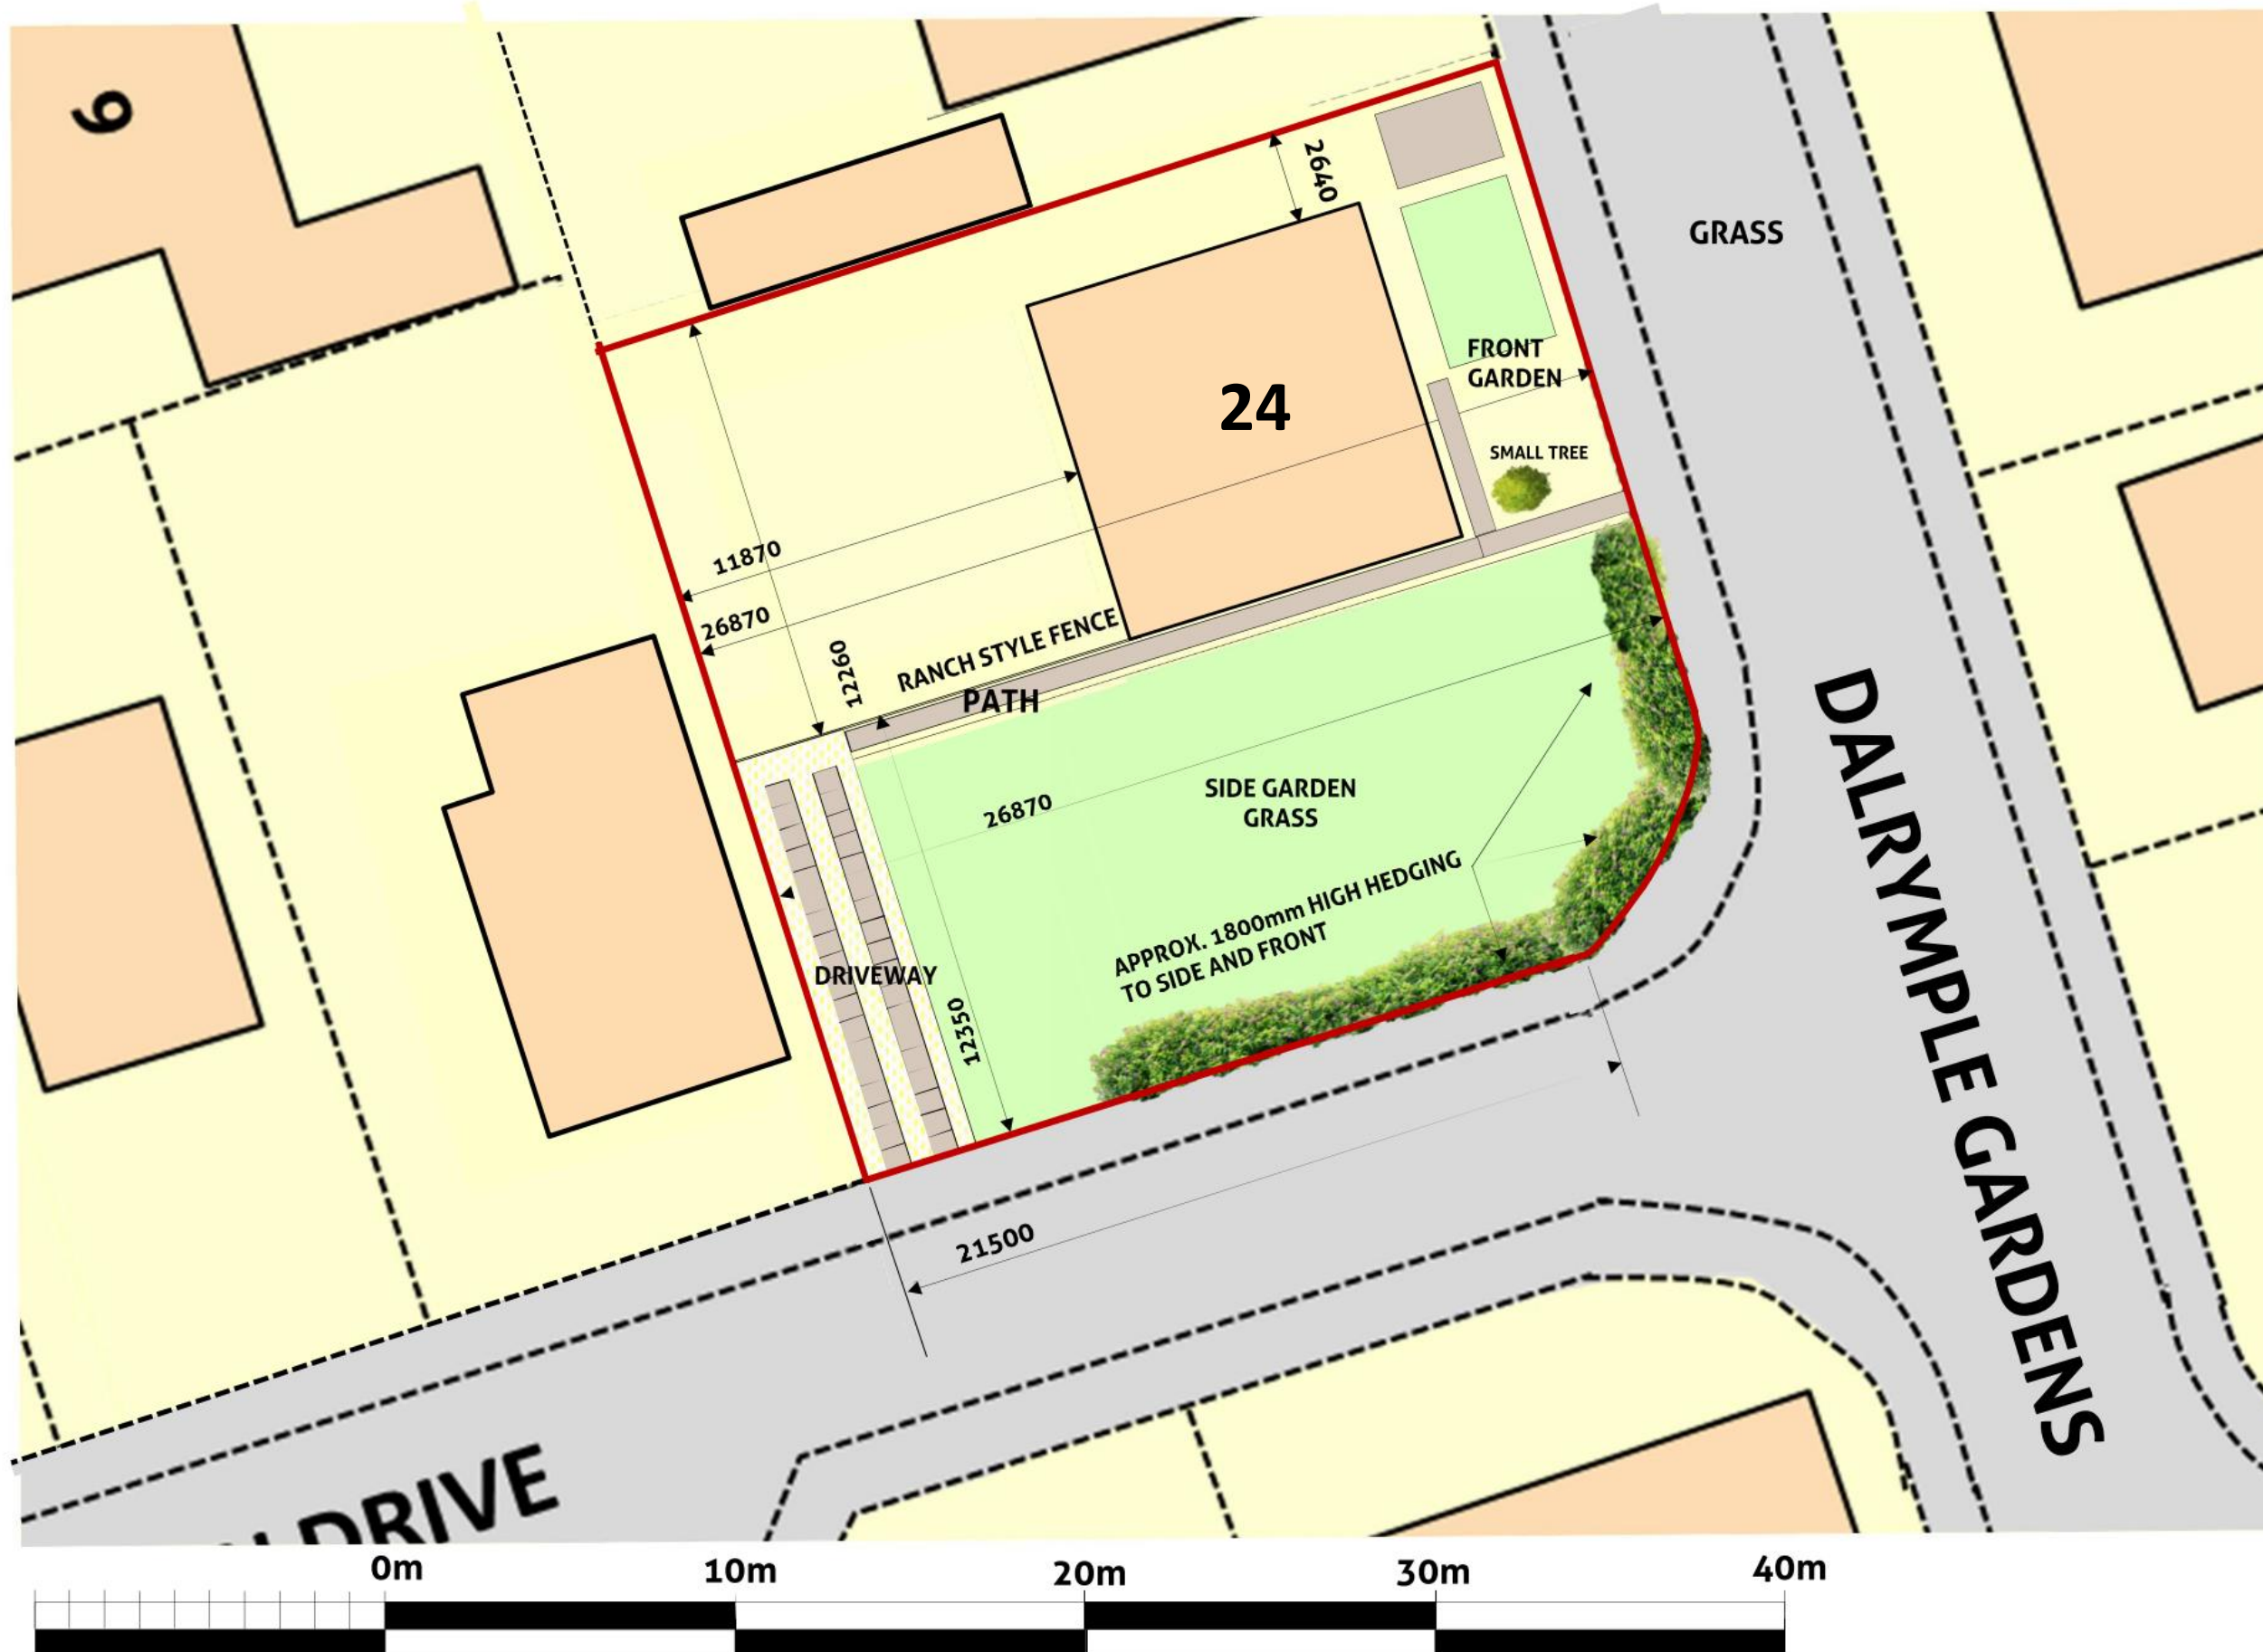 9
2640
GRASS
FRONT
GARDEN
24
SMALL TREE
11870
26870
12260
RANCH STYLE FENCE
PATH
SIDE GARDEN
GRASS
26870
APPROX. 1800mm HIGH HEDGING
TO SIDE AND FRONT
DRIVEWAY
12350
21500
DALRYMPLE GARDENS
DRIVE
0m
10m
20m
30m
40m